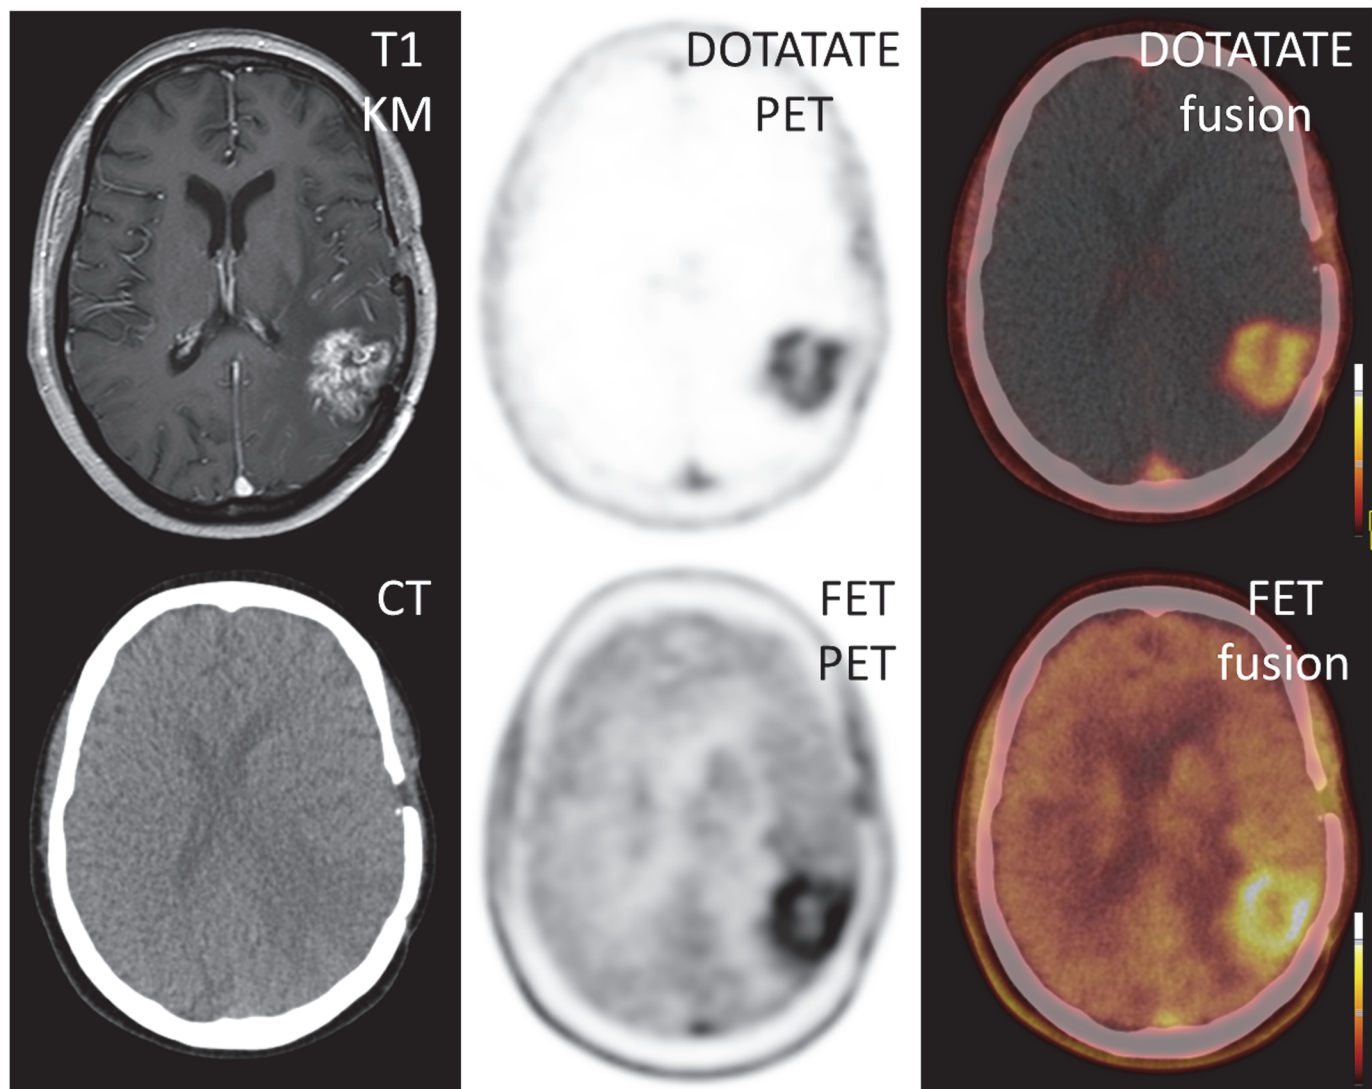 T1
KM
DOTATATE
PET
DOTATATE
fusion
CT
FET
PET
FET
fusion